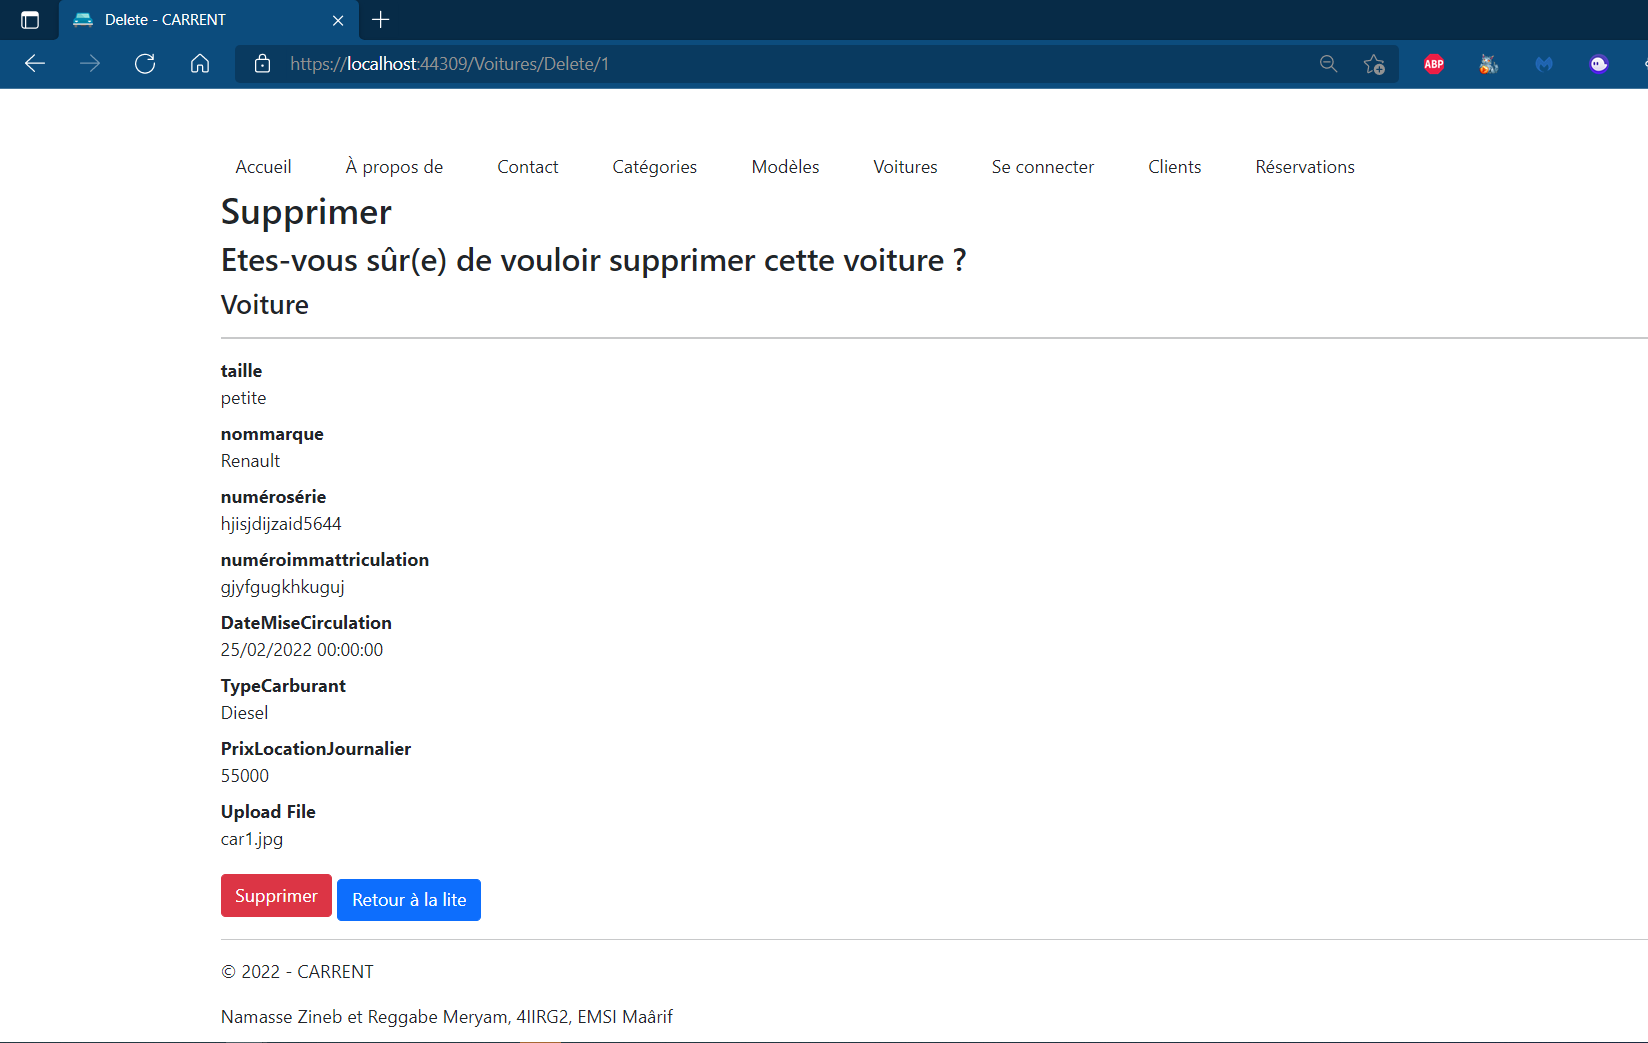 Delete - CARRENT
https://localhost:44309/Voitures/Delete/1
ABP
Accueil À propos de Contact Catégories Modèles Voitures Se connecter Clients Réservations
Supprimer
Etes-vous sûr(e) de vouloir supprimer cette voiture ?
Voiture
taille
petite
nommarque
Renault
numérosérie
hjisjdijzaid5644
numéroimmattriculation
gjyfgugkhkuguj
DateMiseCirculation
25/02/2022 00:00:00
TypeCarburant
Diesel
PrixLocationJournalier
55000
Upload File
car1.jpg
Supprimer Retour à la lite
© 2022 - CARRENT
Namasse Zineb et Reggabe Meryam, 4IIRG2, EMSI Maârif